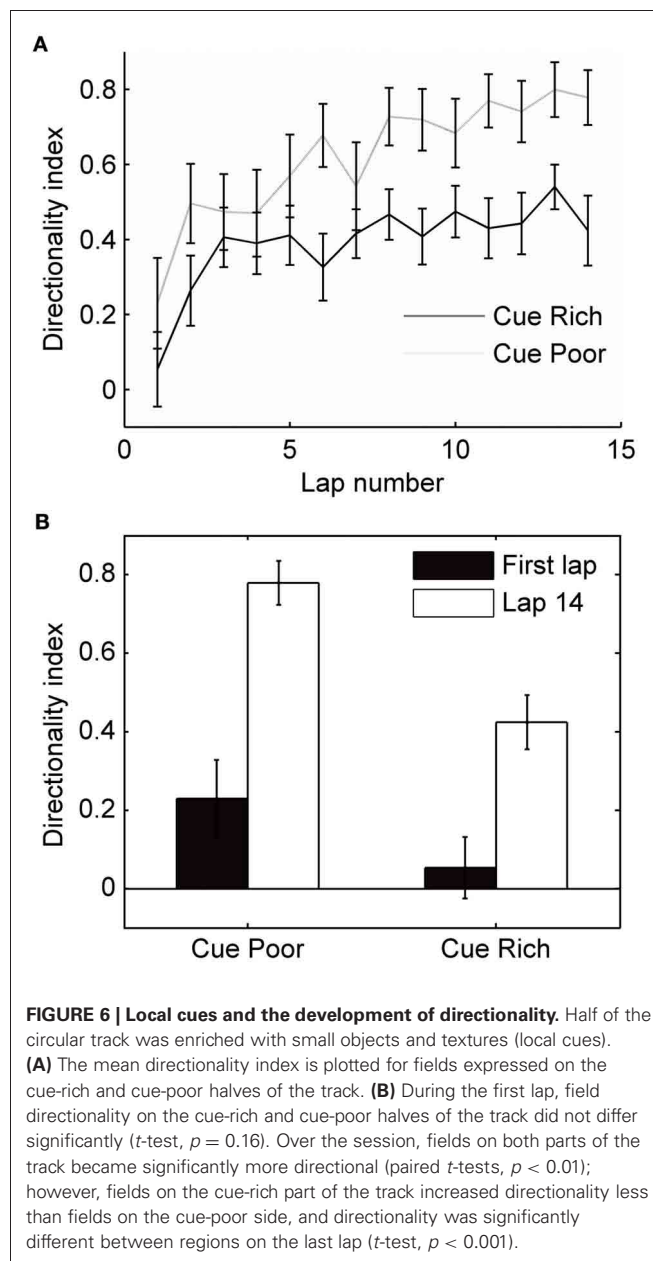 A
0.8
0.6
0.4
0.2
0
Directionality index
Cue Rich
Cue Poor
0 5 10 15
Lap number
B
First lap
Lap 14
0.8
0.6
0.4
0.2
0
Directionality index
Cue Poor Cue Rich
FIGURE 6 | Local cues and the development of directionality. Half of the
circular track was enriched with small objects and textures (local cues).
(A) The mean directionality index is plotted for fields expressed on the
cue-rich and cue-poor halves of the track. (B) During the first lap, field
directionality on the cue-rich and cue-poor halves of the track did not differ
significantly (t-test, p = 0.16). Over the session, fields on both parts of the
track became significantly more directional (paired t-tests, p < 0.01);
however, fields on the cue-rich part of the track increased directionality less
than fields on the cue-poor side, and directionality was significantly
different between regions on the last lap (t-test, p < 0.001).